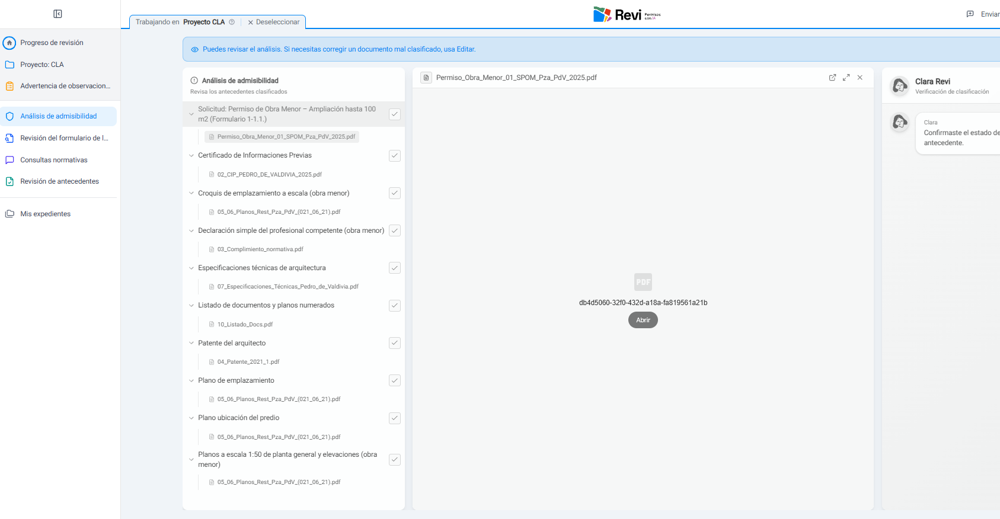 Trabajando en Proyecto CLA
Deseleccionar
Revi Permisos con IA
Enviar
Progreso de revisión
Proyecto: CLA
Advertencia de observacion...
Análisis de admisibilidad
Revisión del formulario de l...
Consultas normativas
Revisión de antecedentes
Mis expedientes
Puedes revisar el análisis. Si necesitas corregir un documento mal clasificado, usa Editar.
Análisis de admisibilidad
Revisa los antecedentes clasificados
Solicitud: Permiso de Obra Menor – Ampliación hasta 100
m2 (Formulario 1-1.1.)
Permiso_Obra_Menor_01_SPOM_Pza_PdV_2025.pdf
Certificado de Informaciones Previas
02_CIP_PEDRO_DE_VALDIVIA_2025.pdf
Croquis de emplazamiento a escala (obra menor)
05_06_Planos_Rest_Pza_PdV_(021_06_21).pdf
Declaración simple del profesional competente (obra menor)
03_Complimiento_normativa.pdf
Especificaciones técnicas de arquitectura
07_Especificaciones_Técnicas_Pedro_de_Valdivia.pdf
Listado de documentos y planos numerados
10_Listado_Docs.pdf
Patente del arquitecto
04_Patente_2021_1.pdf
Plano de emplazamiento
05_06_Planos_Rest_Pza_PdV_(021_06_21).pdf
Plano ubicación del predio
05_06_Planos_Rest_Pza_PdV_(021_06_21).pdf
Planos a escala 1:50 de planta general y elevaciones (obra
menor)
05_06_Planos_Rest_Pza_PdV_(021_06_21).pdf
Permiso_Obra_Menor_01_SPOM_Pza_PdV_2025.pdf
PDF
db4d5060-32f0-432d-a18a-fa819561a21b
Abrir
Clara Revi
Verificación de clasificación
Clara
Confirmaste el estado de
antecedente.